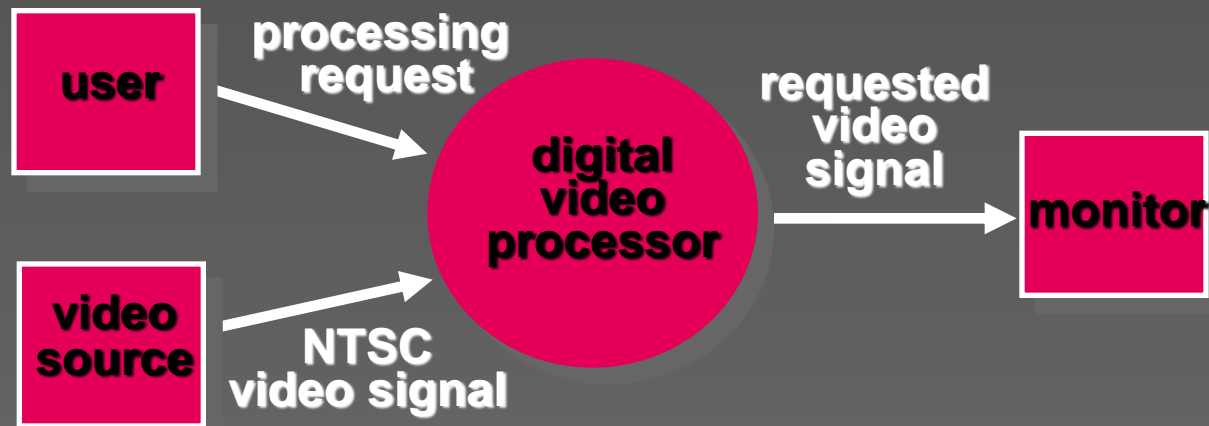 user
processing
request
digital
video
processor
requested
video
signal
monitor
video
source
NTSC
video signal